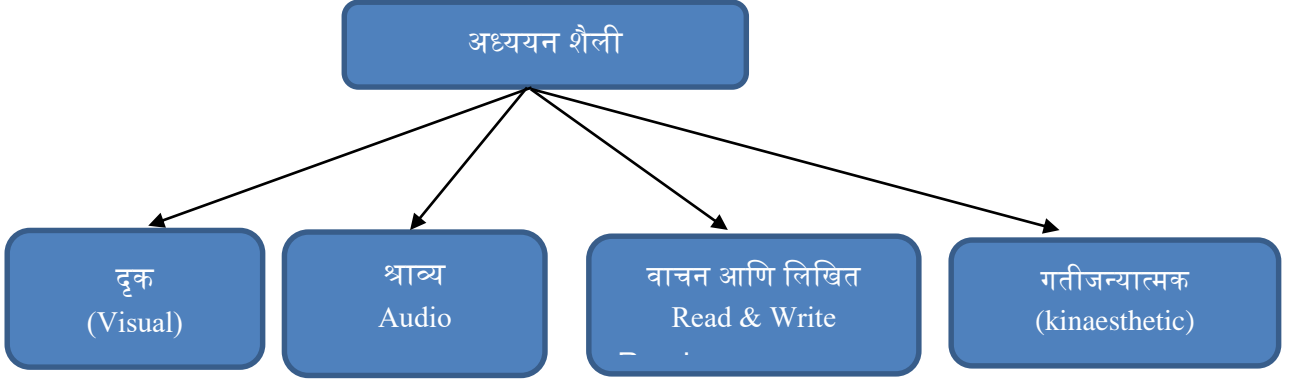 अध्ययन शैली
दृक
(Visual)
श्राव्य
Audio
वाचन आणि लिखित
Read & Write
गतीजन्यात्मक
(kinaesthetic)